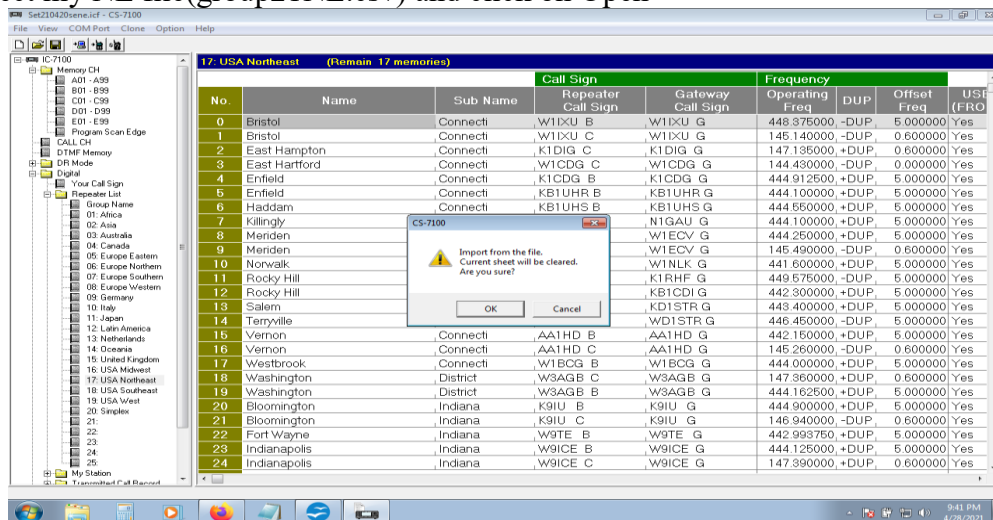 Set210420sene.icf - CS-7100
File View COM Port Clone Option Help
IC-7100
Memory CH
A01 - A99
B01 - B99
C01 - C99
D01 - D99
E01 - E99
Program Scan Edge
CALL CH
DTMF Memory
DR Mode
Digital
Your Call Sign
Repeater List
Group Name
01: Africa
02: Asia
03: Australia
04: Canada
05: Europe Eastern
06: Europe Northern
07: Europe Southern
08: Europe Western
09: Germany
10: Italy
11: Japan
12: Latin America
13: Netherlands
14: Oceania
15: United Kingdom
16: USA Midwest
17: USA Northeast
18: USA Southeast
19: USA West
20: Simplex
21:
22:
23:
24:
25:
My Station
Transmitted Call Record
17: USA Northeast (Remain 17 memories)
Call Sign Frequency
No. Name Sub Name Repeater Call Sign Gateway Call Sign Operating Freq DUP Offset Freq
0 Bristol , Connecti , W1IXU B , W1IXU G 448.375000, -DUP, 5.000000 Yes
1 Bristol , Connecti , W1IXU C , W1IXU G 145.140000, -DUP, 0.600000 Yes
2 East Hampton , Connecti , K1DIG C , K1DIG G 147.135000, +DUP, 0.600000 Yes
3 East Hartford , Connecti , W1CDG C , W1CDG G 144.430000, -DUP, 0.000000 Yes
4 Enfield , Connecti , K1CDG B , K1CDG G 444.912500, +DUP, 5.000000 Yes
5 Enfield , Connecti , KB1UHR B , KB1UHR G 444.100000, +DUP, 5.000000 Yes
6 Haddam , Connecti , KB1UHS B , KB1UHS G 444.550000, +DUP, 5.000000 Yes
7 Killingly , N1GAU G 444.100000, +DUP, 5.000000 Yes
8 Meriden , W1ECV G 444.250000, +DUP, 5.000000 Yes
9 Meriden , W1ECV G 145.490000, -DUP, 0.600000 Yes
10 Norwalk , W1NLK G 441.600000, +DUP, 5.000000 Yes
11 Rocky Hill , K1RHF G 449.575000, -DUP, 5.000000 Yes
12 Rocky Hill , KB1CDI G 442.300000, +DUP, 5.000000 Yes
13 Salem , KD1STR G 443.400000, +DUP, 5.000000 Yes
14 Terryville , WD1STR G 446.450000, -DUP, 5.000000 Yes
15 Vernon , Connecti , AA1HD B , AA1HD G 442.150000, +DUP, 5.000000 Yes
16 Vernon , Connecti , AA1HD C , AA1HD G 145.260000, -DUP, 0.600000 Yes
17 Westbrook , Connecti , W1BCG B , W1BCG G 444.000000, +DUP, 5.000000 Yes
18 Washington , District , W3AGB C , W3AGB G 147.360000, +DUP, 0.600000 Yes
19 Washington , District , W3AGB B , W3AGB G 444.162500, +DUP, 5.000000 Yes
20 Bloomington , Indiana , K9IU B , K9IU G 444.900000, +DUP, 5.000000 Yes
21 Bloomington , Indiana , K9IU C , K9IU G 146.940000, -DUP, 0.600000 Yes
22 Fort Wayne , Indiana , W9TE B , W9TE G 442.993750, +DUP, 5.000000 Yes
23 Indianapolis , Indiana , W9ICE B , W9ICE G 444.125000, +DUP, 5.000000 Yes
24 Indianapolis , Indiana , W9ICE C , W9ICE G 147.390000, +DUP, 0.600000 Yes
CS-7100
Import from the file.
Current sheet will be cleared.
Are you sure?
OK Cancel
9:41 PM
4/28/2021